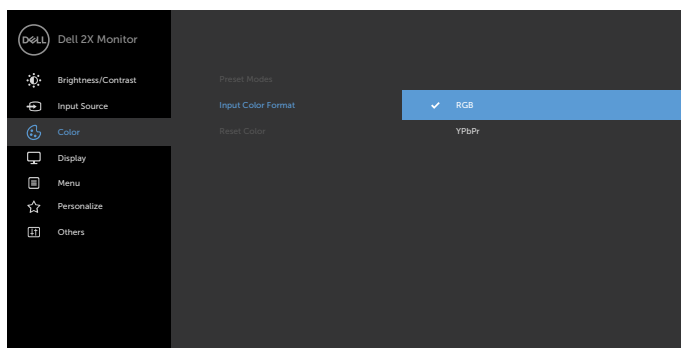 DELL
Dell 2X Monitor
Brightness/Contrast
Input Source
Color
Display
Menu
Personalize
Others
Preset Modes
Input Color Format
Reset Color
RGB
YPbPr